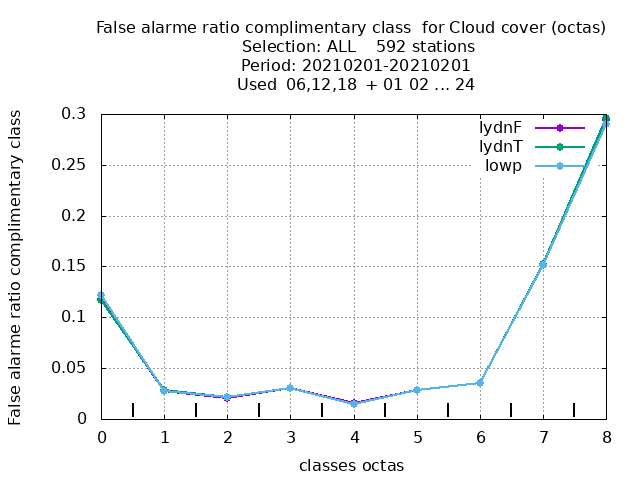 False alarme ratio complimentary class  for Cloud cover (octas)
Selection: ALL    592 stations
Period: 20210201-20210201
Used  06,12,18  + 01 02 ... 24
False alarme ratio complimentary class
0.3
0.25
0.2
0.15
0.1
0.05
0
lydnF
lydnT
lowp
0 1 2 3 4 5 6 7 8
classes octas